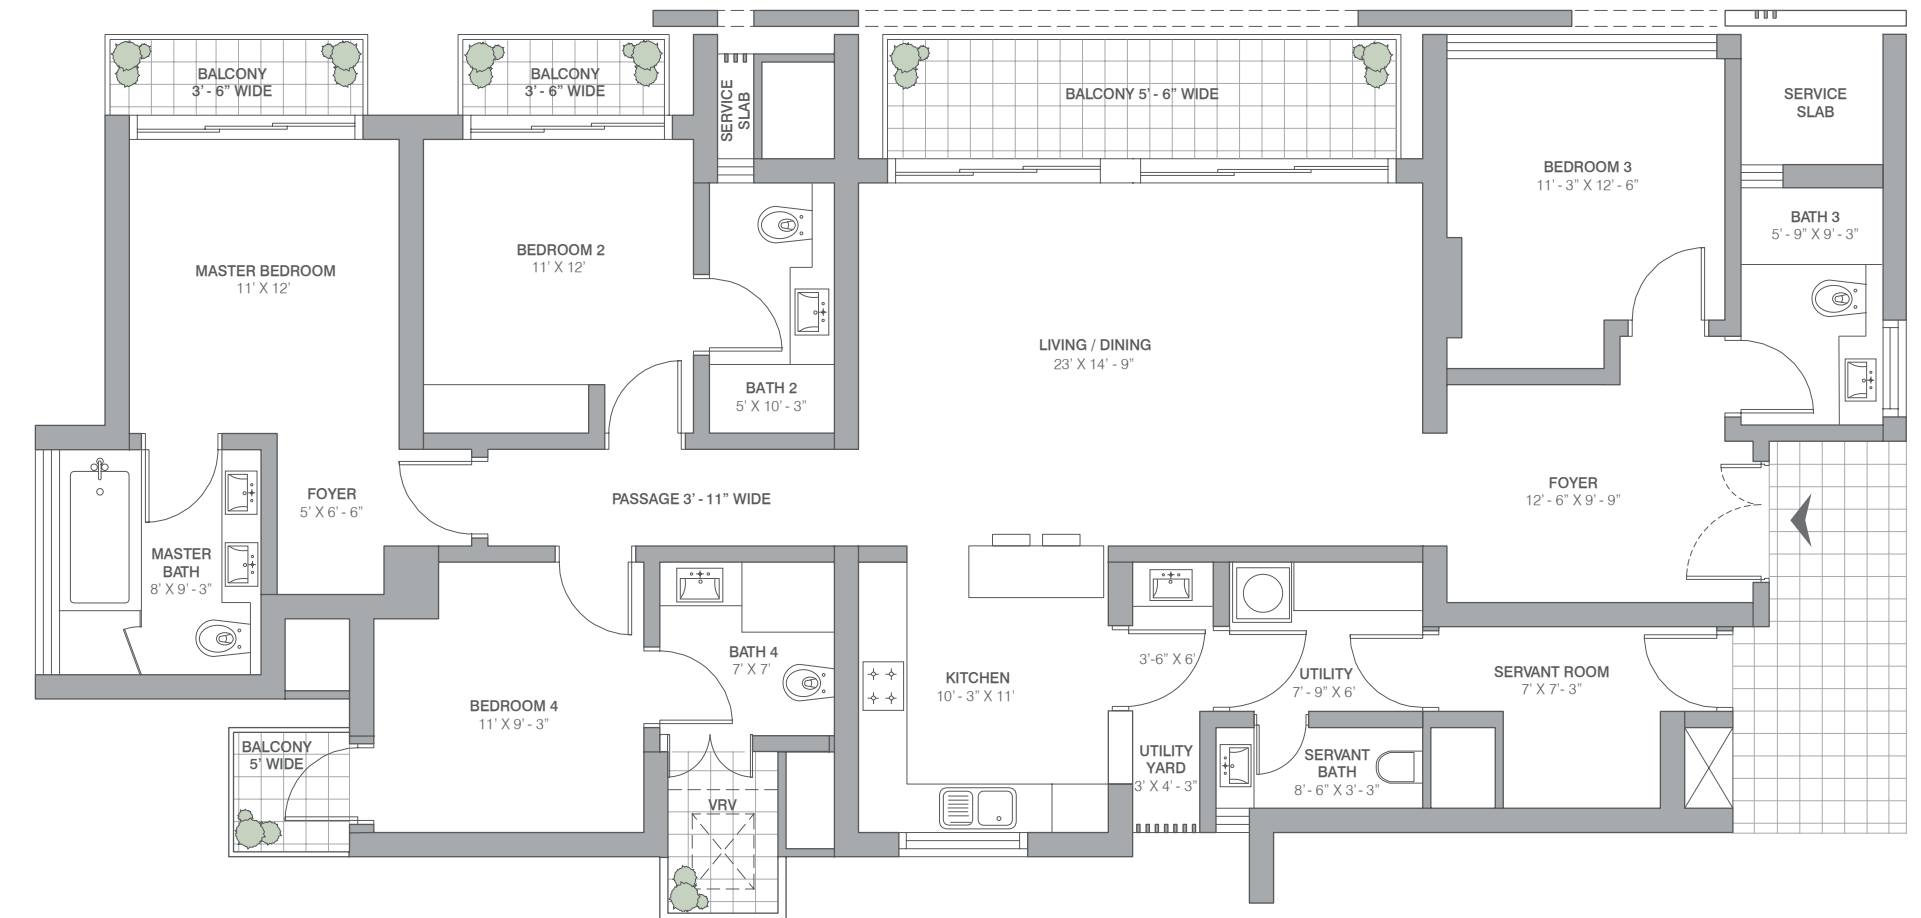 BALCONY
3' - 6" WIDE
BALCONY
3' - 6" WIDE
SERVICE
SLAB
BALCONY 5' - 6" WIDE
SERVICE
SLAB
BEDROOM 3
11' - 3" X 12' - 6"
BATH 3
5' - 9" X 9' - 3"
MASTER BEDROOM
11' X 12'
BEDROOM 2
11' X 12'
LIVING / DINING
23' X 14' - 9"
BATH 2
5' X 10' - 3"
FOYER
5' X 6' - 6"
PASSAGE 3' - 11" WIDE
FOYER
12' - 6" X 9' - 9"
MASTER
BATH
8' X 9' - 3"
BATH 4
7' X 7'
KITCHEN
10' - 3" X 11'
3'-6" X 6'
UTILITY
7' - 9" X 6'
SERVANT ROOM
7' X 7'- 3"
BEDROOM 4
11' X 9' - 3"
BALCONY
5' WIDE
VRV
UTILITY
YARD
3' X 4' - 3"
SERVANT
BATH
8' - 6" X 3' - 3"